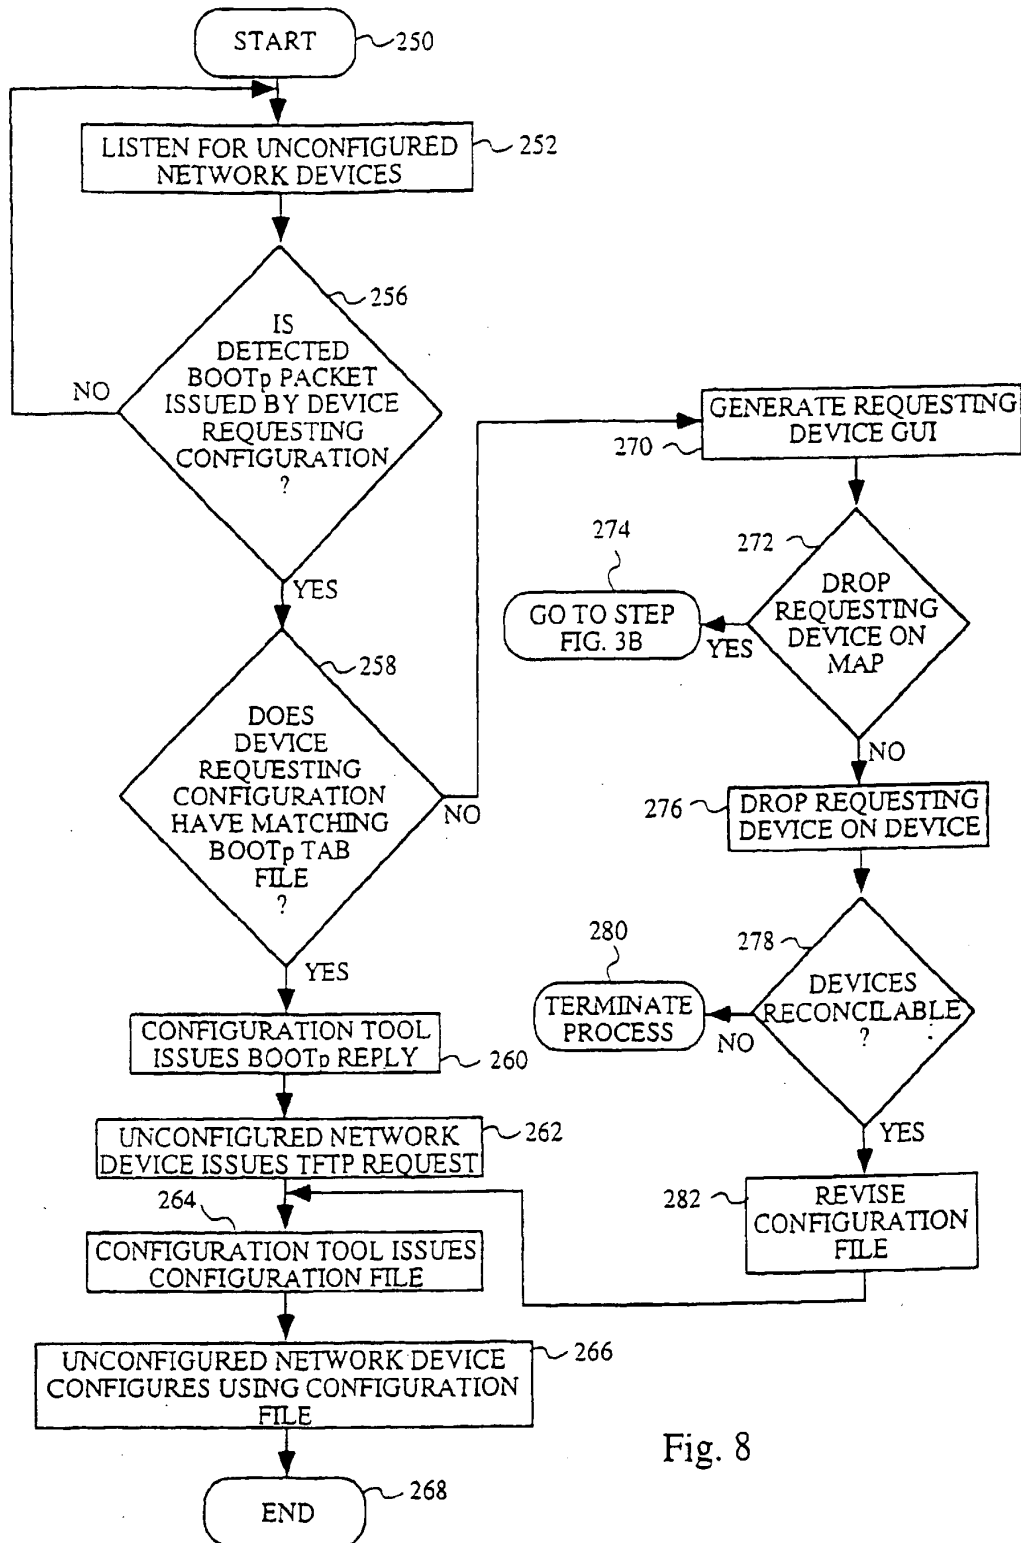 START
250
LISTEN FOR UNCONFIGURED
NETWORK DEVICES
252
256
IS
DETECTED
BOOTp PACKET
ISSUED BY DEVICE
REQUESTING
CONFIGURATION
?
NO
YES
258
DOES
DEVICE
REQUESTING
CONFIGURATION
HAVE MATCHING
BOOTp TAB
FILE
?
NO
YES
CONFIGURATION TOOL
ISSUES BOOTp REPLY
260
UNCONFIGURED NETWORK
DEVICE ISSUES TFTP REQUEST
262
264
CONFIGURATION TOOL ISSUES
CONFIGURATION FILE
UNCONFIGURED NETWORK DEVICE
CONFIGURES USING CONFIGURATION
FILE
266
END
268
GENERATE REQUESTING
DEVICE GUI
270
272
DROP
REQUESTING
DEVICE ON
MAP
YES
274
GO TO STEP
FIG. 3B
NO
276
DROP REQUESTING
DEVICE ON DEVICE
278
DEVICES
RECONCILABLE
?
NO
280
TERMINATE
PROCESS
YES
282
REVISE
CONFIGURATION
FILE
Fig. 8